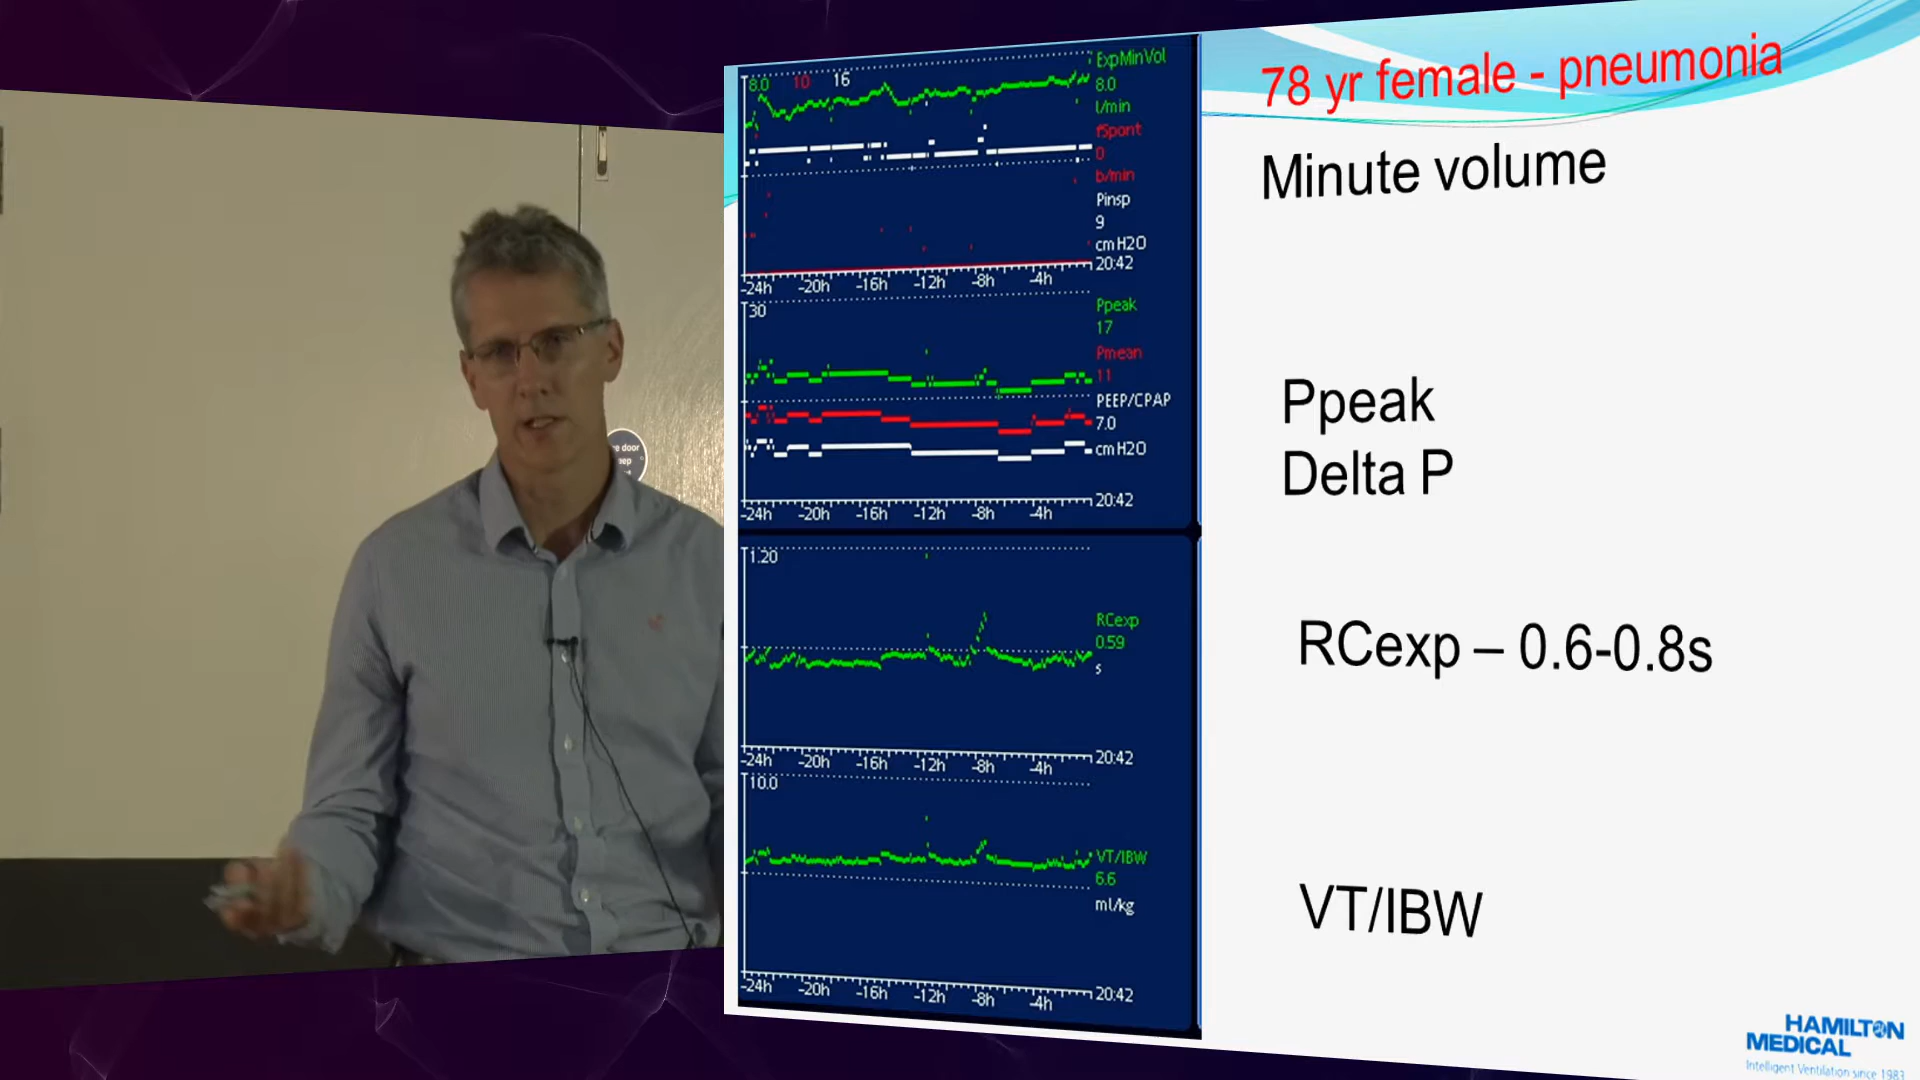 78 yr female - pneumonia
Minute volume
Ppeak
Delta P
RCexp – 0.6-0.8s
VT/IBW
8.0 10 16
ExpMinVol
8.0
l/min
fSpont
0
b/min
Pinsp
9
cmH2O
20:42
-24h -20h -16h -12h -8h -4h
30
Ppeak
17
Pmean
11
PEEP/CPAP
7.0
cmH2O
20:42
-24h -20h -16h -12h -8h -4h
1.20
RCexp
0.59
s
20:42
-24h -20h -16h -12h -8h -4h
10.0
VT/IBW
6.6
ml/kg
20:42
-24h -20h -16h -12h -8h -4h
HAMILTON
MEDICAL
Intelligent Ventilation since 1983